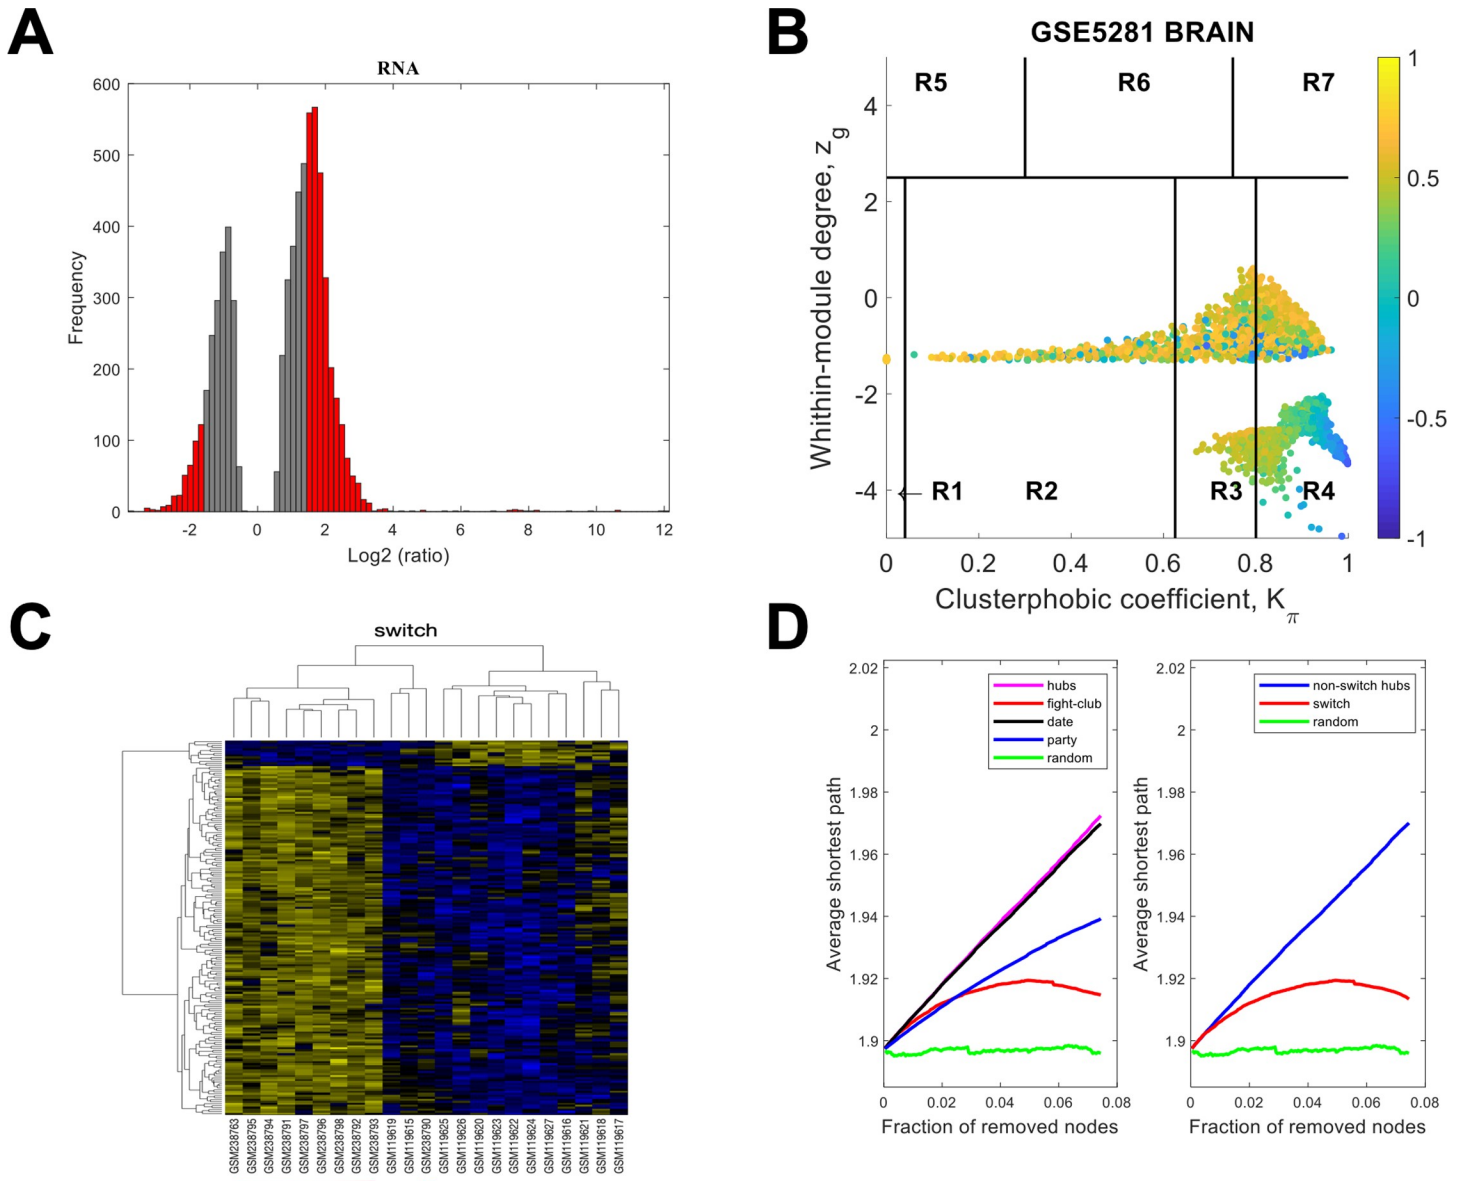 A
RNA
600
500
400
300
200
100
0
Frequency
-2
0
2
4
6
8
10
12
Log2 (ratio)
B
GSE5281 BRAIN
R5
R6
R7
4
2
0
-2
-4
Whithin-module degree, z_g
R1
R2
R3
R4
0
0.2
0.4
0.6
0.8
1
Clusterphobic coefficient, K_π
1
0.5
0
-0.5
-1
C
switch
GSM238763
GSM238795
GSM238794
GSM238791
GSM238797
GSM238796
GSM238798
GSM238792
GSM238793
GSM119619
GSM119615
GSM238790
GSM119625
GSM119626
GSM119620
GSM119623
GSM119622
GSM119624
GSM119627
GSM119616
GSM119621
GSM119618
GSM119617
D
2.02
2
1.98
1.96
1.94
1.92
1.9
Average shortest path
hubs
fight-club
date
party
random
0
0.02
0.04
0.06
0.08
Fraction of removed nodes
2.02
2
1.98
1.96
1.94
1.92
1.9
Average shortest path
non-switch hubs
switch
random
0
0.02
0.04
0.06
0.08
Fraction of removed nodes